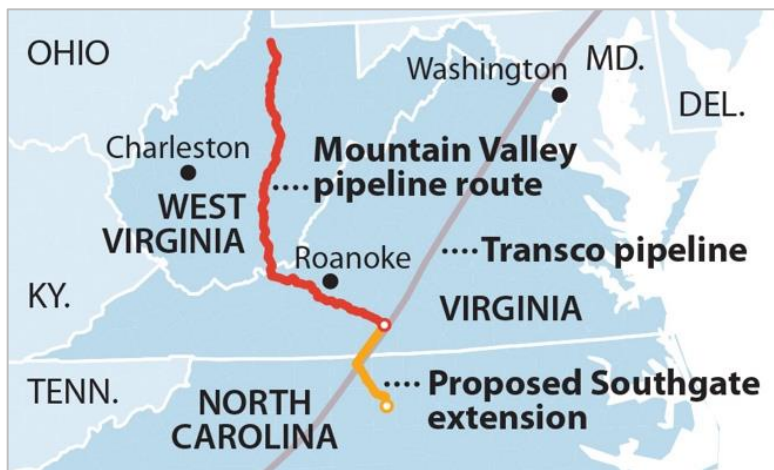 OHIO
MD.
Washington
DEL.
Charleston
Mountain Valley
pipeline route
WEST
VIRGINIA
Roanoke
Transco pipeline
KY.
VIRGINIA
TENN.
NORTH
CAROLINA
Proposed Southgate
extension